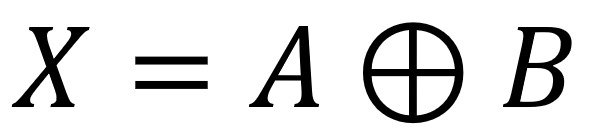 X = A ⊕ B